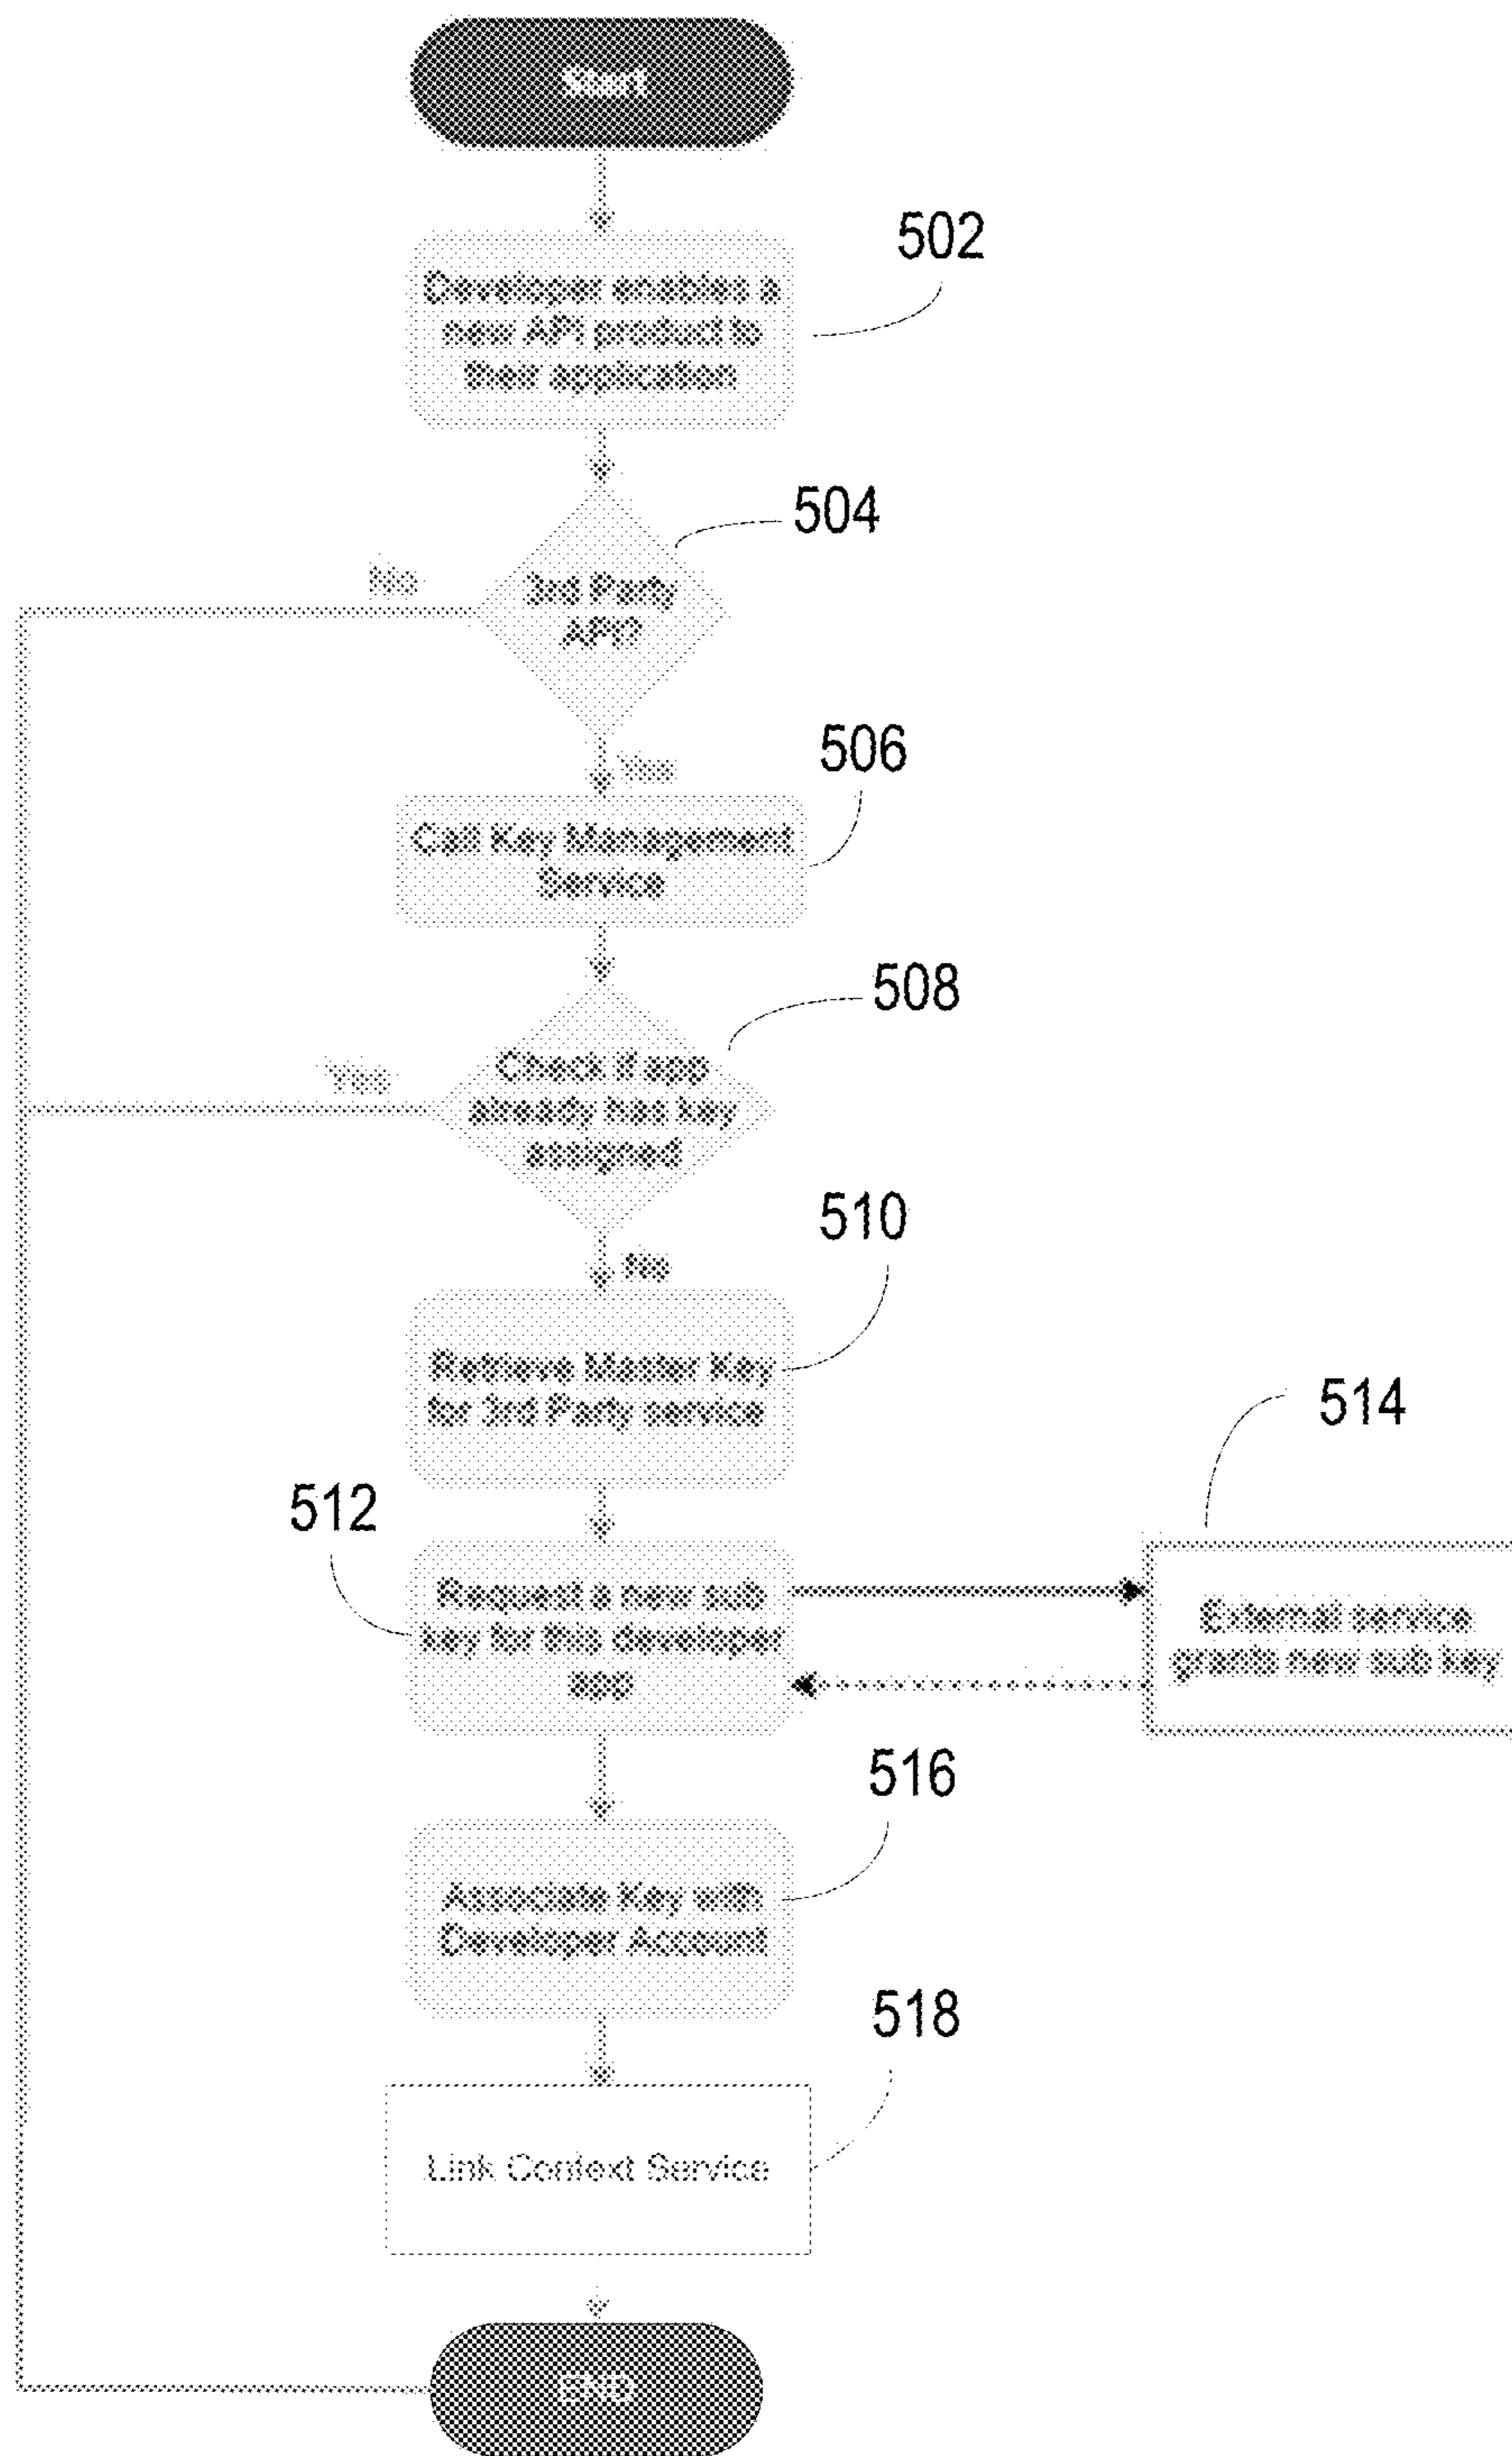 Start
502
Developer enables a
new API product to
their application
504
No
3rd Party
API?
506
Yes
Call Key Management
Service
508
Yes
Check if app
already has key
assigned
510
No
Retrieve Master Key
for 3rd Party service
514
512
Request a new sub
key for this developer
app
External service
grants new sub key
516
Associate Key with
Developer Account
518
Link Context Service
END